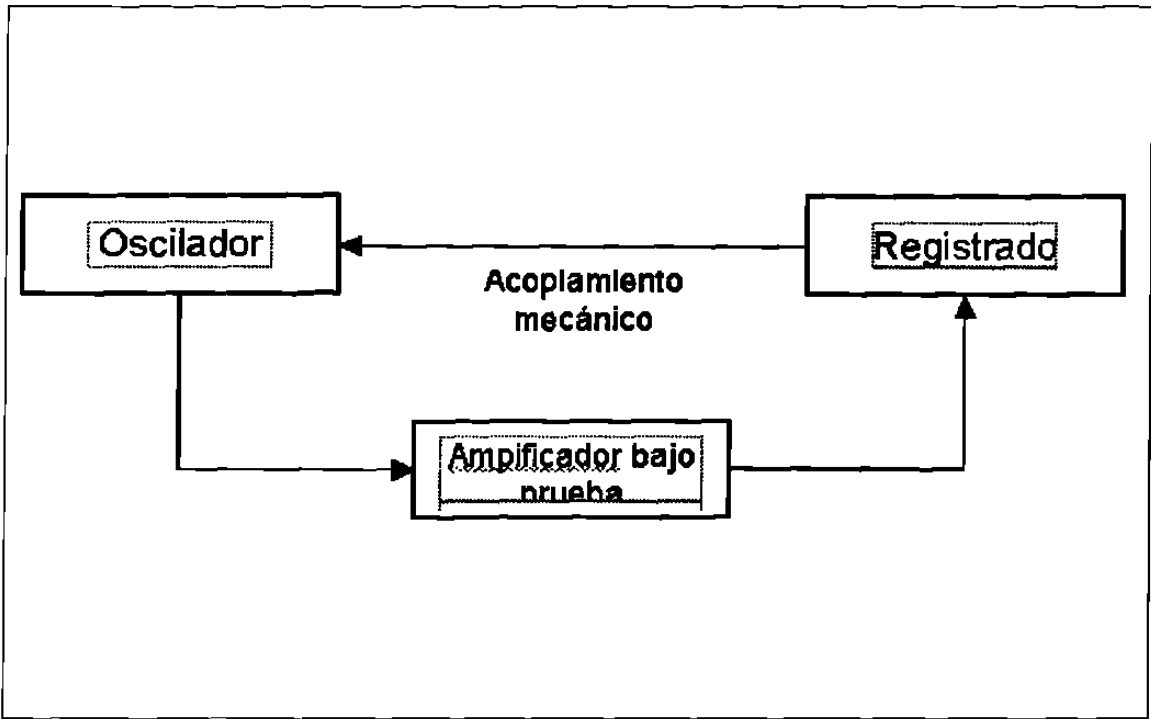 Oscilador
Registrado
Acoplamiento
mecánico
Ampificador bajo
prueba